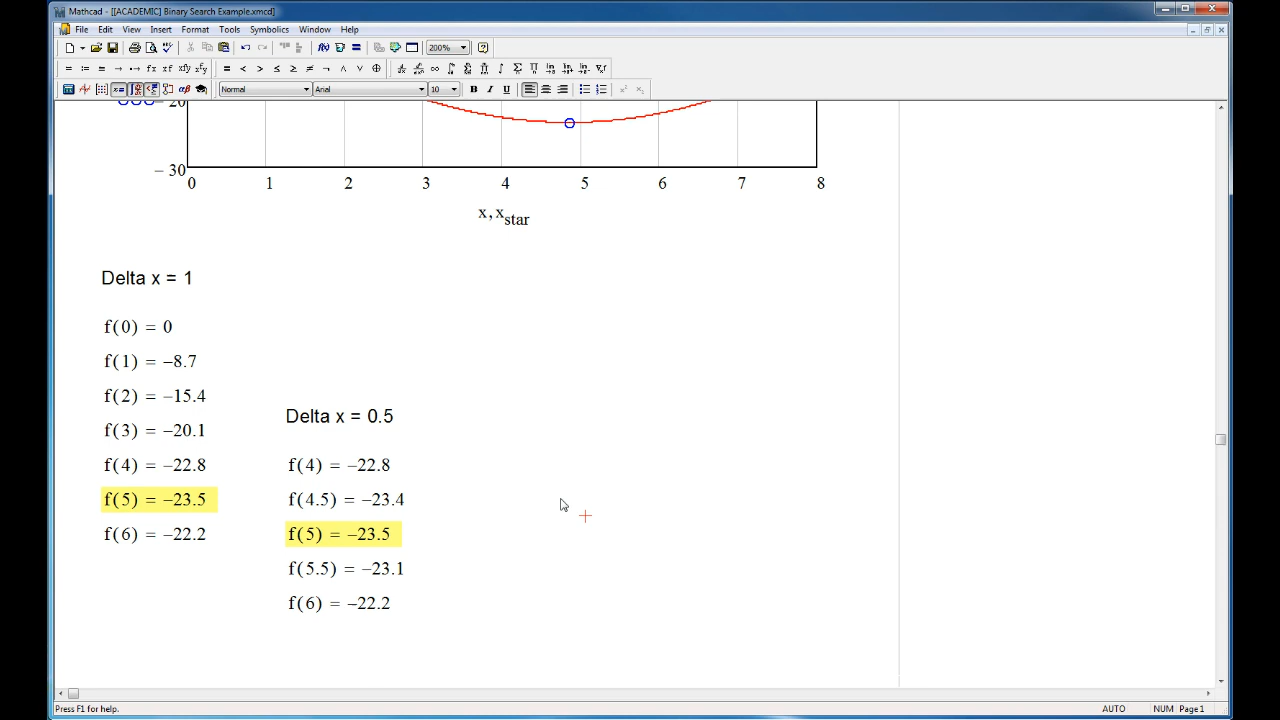 Mathcad - [[ACADEMIC] Binary Search Example.xmcd]
File Edit View Insert Format Tools Symbolics Window Help
200%
Normal Arial 10 B I U
−20
−30
0 1 2 3 4 5 6 7 8
x, xstar
Delta x = 1
f(0) = 0
f(1) = −8.7
f(2) = −15.4
f(3) = −20.1
f(4) = −22.8
f(5) = −23.5
f(6) = −22.2
Delta x = 0.5
f(4) = −22.8
f(4.5) = −23.4
f(5) = −23.5
f(5.5) = −23.1
f(6) = −22.2
Press F1 for help. AUTO NUM Page 1